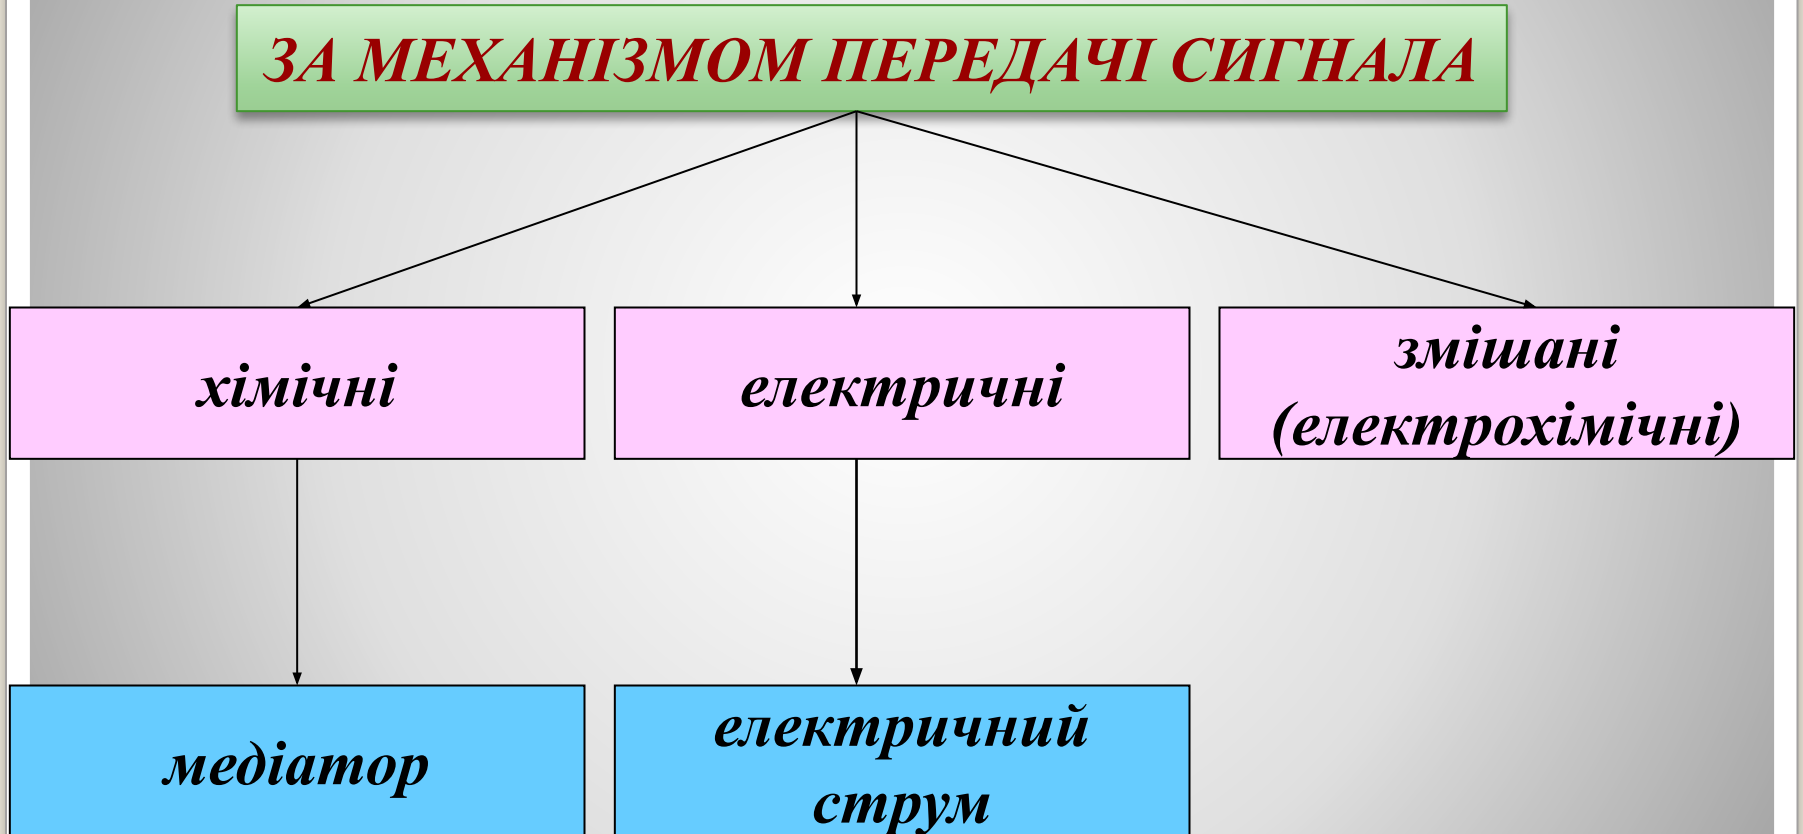 ЗА МЕХАНІЗМОМ ПЕРЕДАЧІ СИГНАЛА
хімічні
електричні
змішані
(електрохімічні)
медіатор
електричний
струм